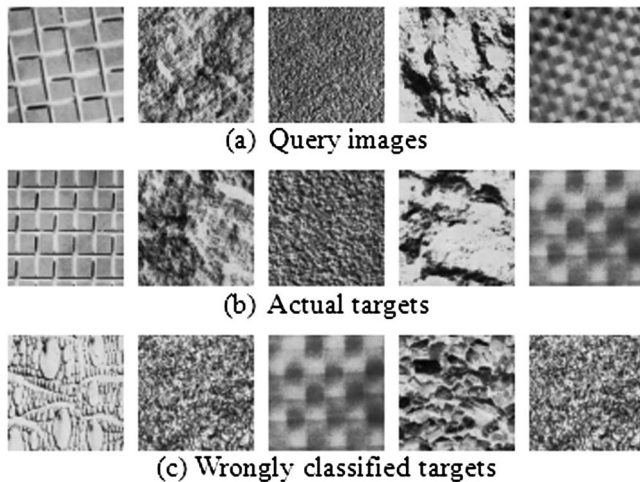 (a) Query images
(b) Actual targets
(c) Wrongly classified targets